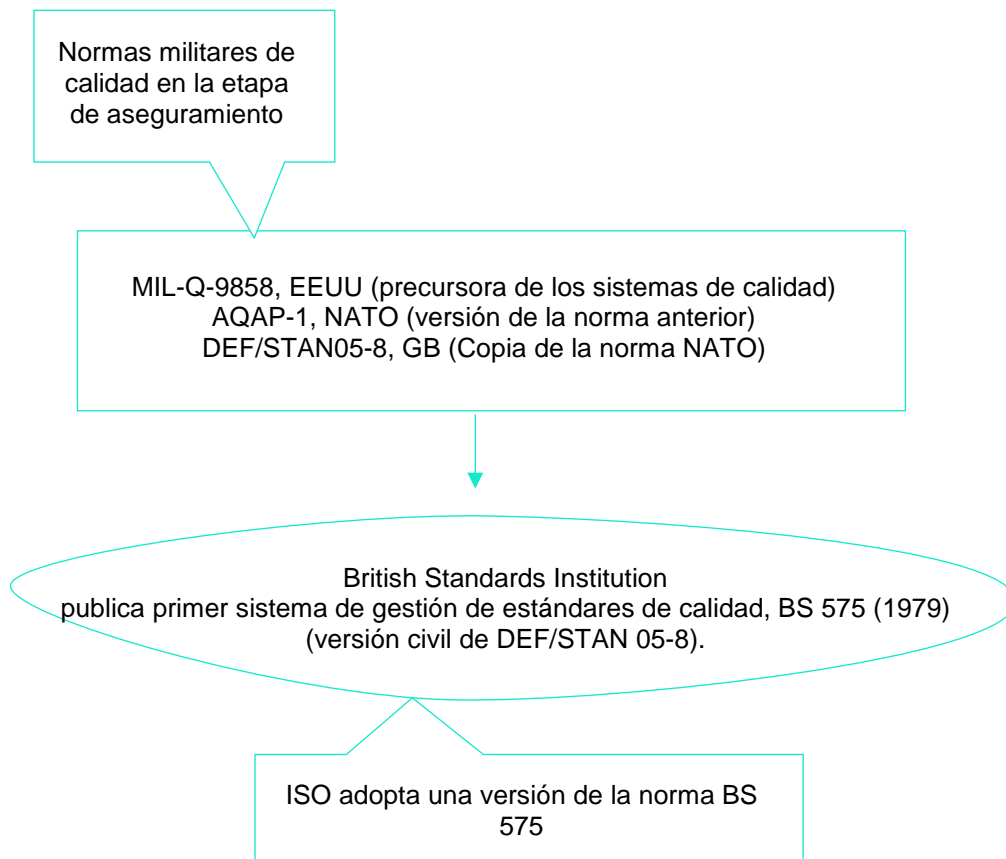 Normas militares de
calidad en la etapa
de aseguramiento
MIL-Q-9858, EEUU (precursora de los sistemas de calidad)
AQAP-1, NATO (versión de la norma anterior)
DEF/STAN05-8, GB (Copia de la norma NATO)
British Standards Institution
publica primer sistema de gestión de estándares de calidad, BS 575 (1979)
(versión civil de DEF/STAN 05-8).
ISO adopta una versión de la norma BS
575